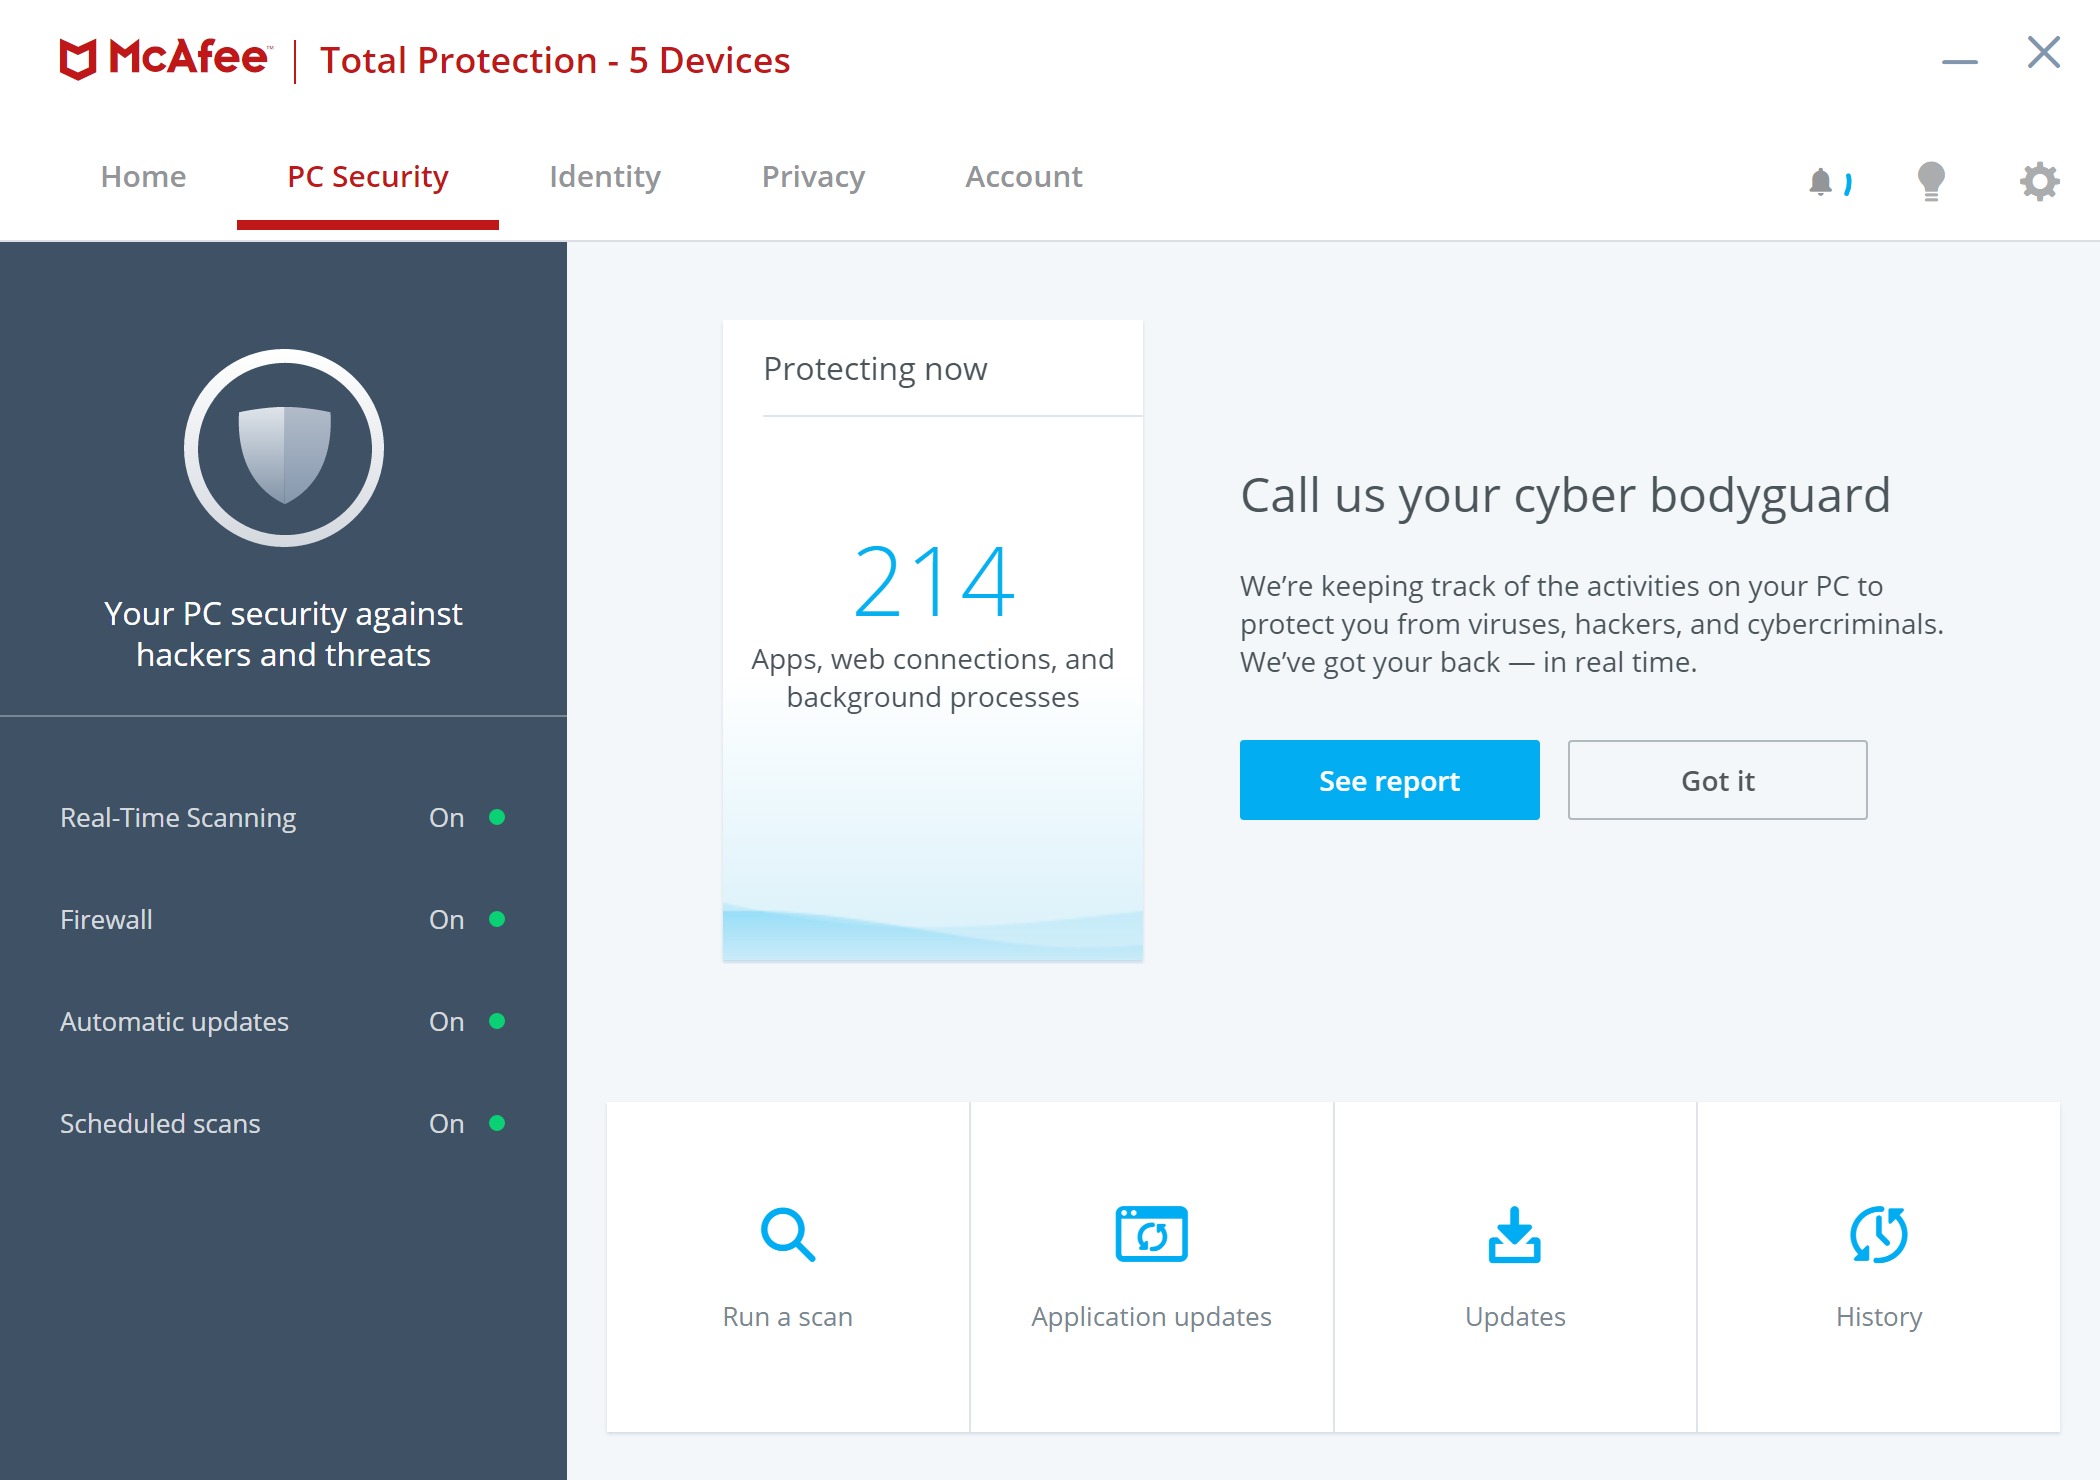 McAfee™ Total Protection - 5 Devices
Home PC Security Identity Privacy Account
Your PC security against
hackers and threats
Real-Time Scanning On
Firewall On
Automatic updates On
Scheduled scans On
Protecting now
214
Apps, web connections, and
background processes
Call us your cyber bodyguard
We’re keeping track of the activities on your PC to
protect you from viruses, hackers, and cybercriminals.
We’ve got your back — in real time.
See report Got it
Run a scan
Application updates
Updates
History